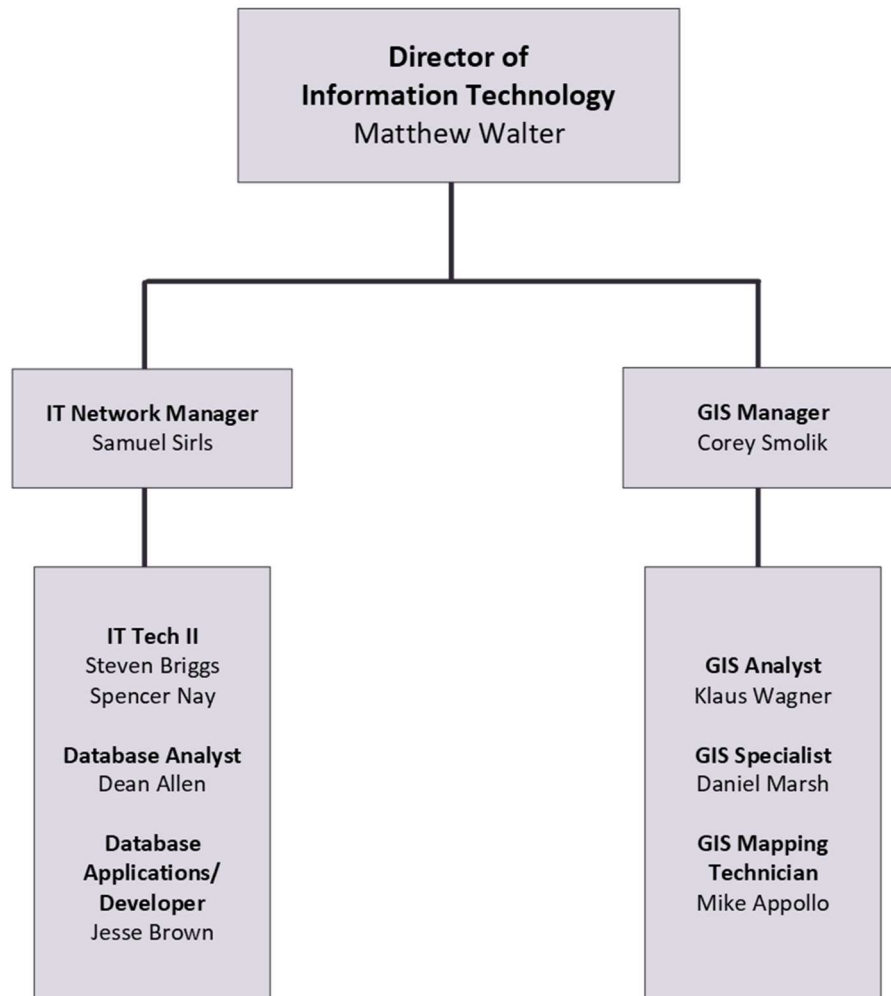 Director of
Information Technology
Matthew Walter
IT Network Manager
Samuel Sirls
GIS Manager
Corey Smolik
IT Tech II
Steven Briggs
Spencer Nay
Database Analyst
Dean Allen
Database
Applications/
Developer
Jesse Brown
GIS Analyst
Klaus Wagner
GIS Specialist
Daniel Marsh
GIS Mapping
Technician
Mike Appollo